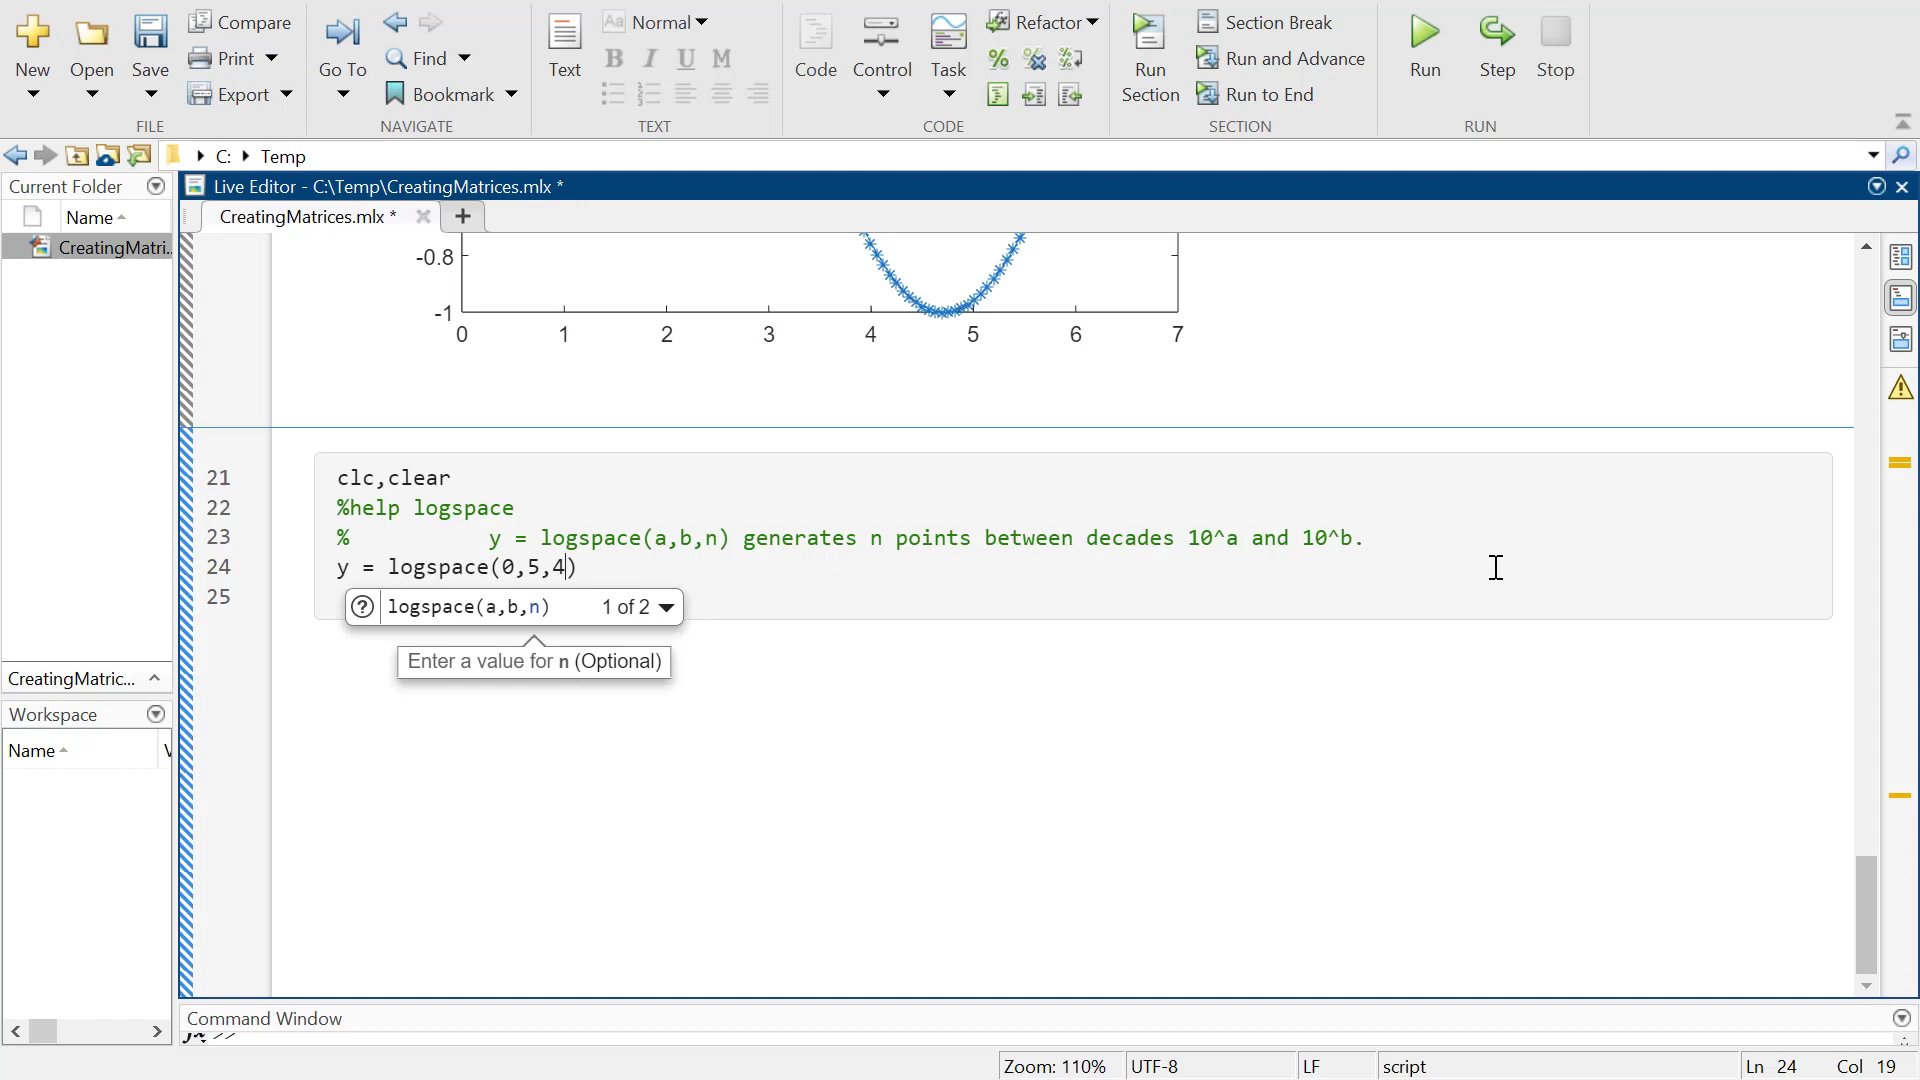 New
Open
Save
Compare
Print
Export
FILE
Go To
Find
Bookmark
NAVIGATE
Text
Aa Normal
B I U M
TEXT
Code
Control
Task
Refactor
CODE
Run
Section
Section Break
Run and Advance
Run to End
SECTION
Run
Step
Stop
RUN
C: Temp
Current Folder
Live Editor - C:\Temp\CreatingMatrices.mlx *
Name
CreatingMatrices.mlx *
CreatingMatri...
-0.8
-1
0 1 2 3 4 5 6 7
21 clc,clear
22 %help logspace
23 % y = logspace(a,b,n) generates n points between decades 10^a and 10^b.
24 y = logspace(0,5,4)
25
logspace(a,b,n) 1 of 2
Enter a value for n (Optional)
CreatingMatric...
Workspace
Name
Command Window
fx >>
Zoom: 110% UTF-8 LF script Ln 24 Col 19